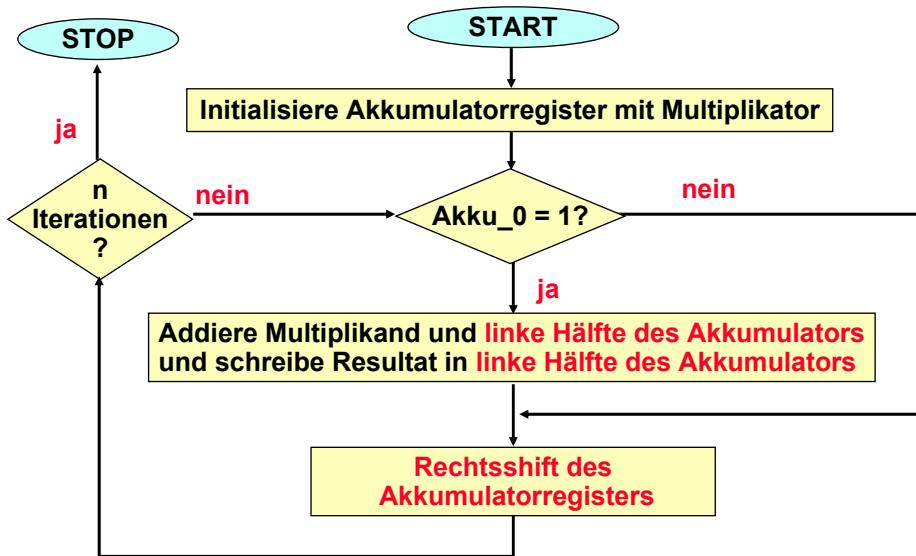 STOP
START
Initialisiere Akkumulatorregister mit Multiplikator
ja
n
Iterationen
?
nein
Akku_0 = 1?
nein
ja
Addiere Multiplikand und linke Hälfte des Akkumulators
und schreibe Resultat in linke Hälfte des Akkumulators
Rechtsshift des
Akkumulatorregisters